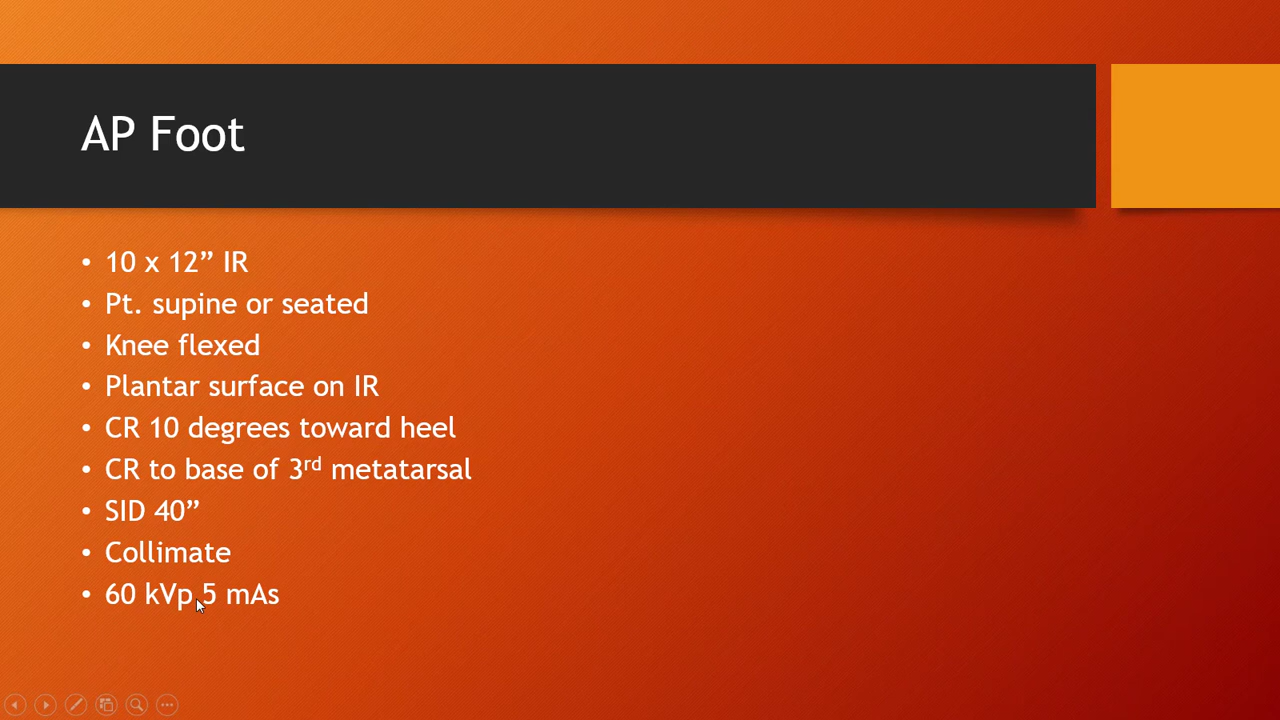 AP Foot
• 10 x 12” IR
• Pt. supine or seated
• Knee flexed
• Plantar surface on IR
• CR 10 degrees toward heel
• CR to base of 3rd metatarsal
• SID 40”
• Collimate
• 60 kVp 5 mAs